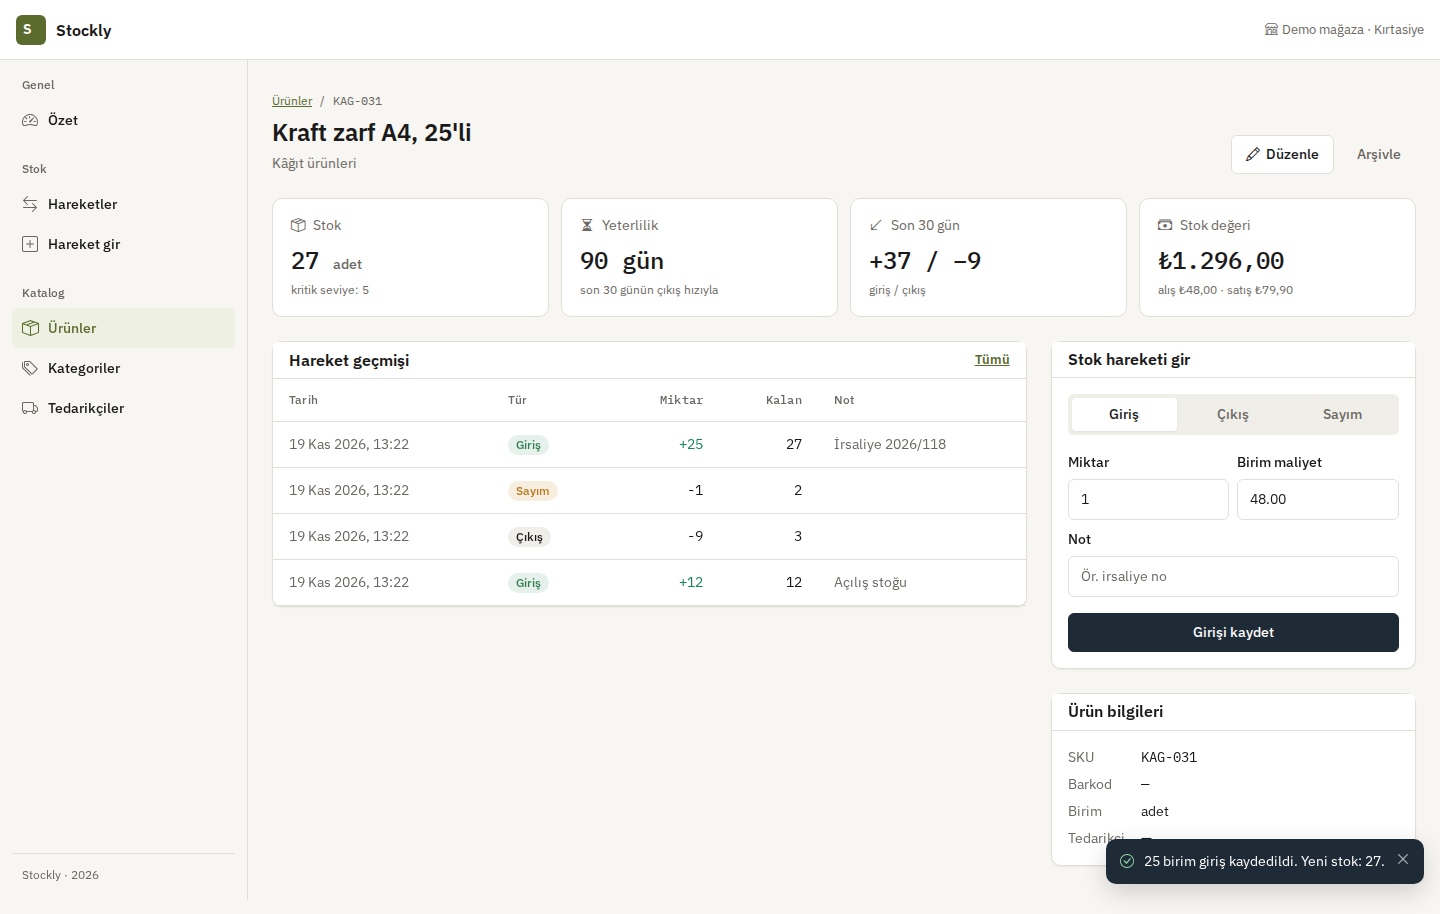 S Stockly
Demo mağaza · Kırtasiye
Genel
Özet
Stok
Hareketler
Hareket gir
Katalog
Ürünler
Kategoriler
Tedarikçiler
Stockly · 2026
Ürünler / KAG-031
Kraft zarf A4, 25'li
Kâğıt ürünleri
Düzenle
Arşivle
Stok
27 adet
kritik seviye: 5
Yeterlilik
90 gün
son 30 günün çıkış hızıyla
Son 30 gün
+37 / −9
giriş / çıkış
Stok değeri
₺1.296,00
alış ₺48,00 · satış ₺79,90
Hareket geçmişi
Tümü
Tarih Tür Miktar Kalan Not
19 Kas 2026, 13:22 Giriş +25 27 İrsaliye 2026/118
19 Kas 2026, 13:22 Sayım -1 2
19 Kas 2026, 13:22 Çıkış -9 3
19 Kas 2026, 13:22 Giriş +12 12 Açılış stoğu
Stok hareketi gir
Giriş Çıkış Sayım
Miktar Birim maliyet
1 48.00
Not
Ör. irsaliye no
Girişi kaydet
Ürün bilgileri
SKU KAG-031
Barkod —
Birim adet
Tedarikçi —
25 birim giriş kaydedildi. Yeni stok: 27.